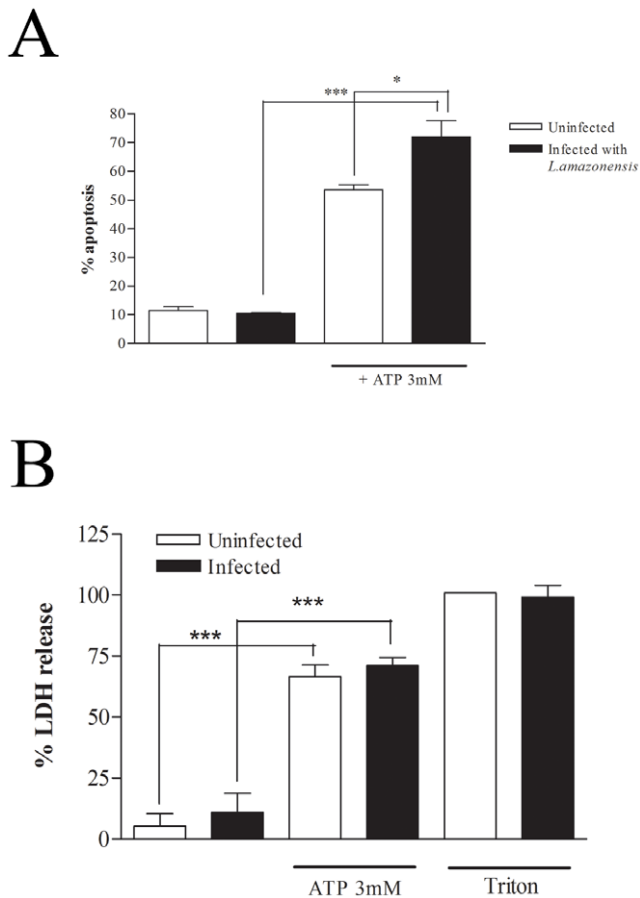 A
***
*
80
70
60
50
40
30
20
10
0
% apoptosis
Uninfected
Infected with
L.amazonensis
+ ATP 3mM
B
125
100
75
50
25
0
% LDH release
Uninfected
Infected
***
***
ATP 3mM
Triton